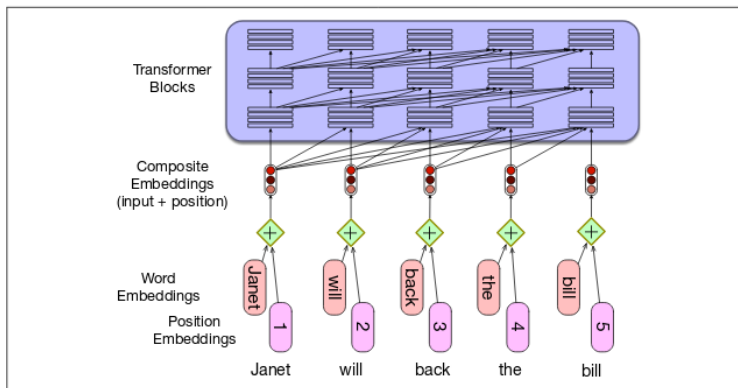 Transformer
Blocks
Composite
Embeddings
(input + position)
+ + + + +
Word
Embeddings
Janet will back the bill
Position
Embeddings
1 2 3 4 5
Janet will back the bill